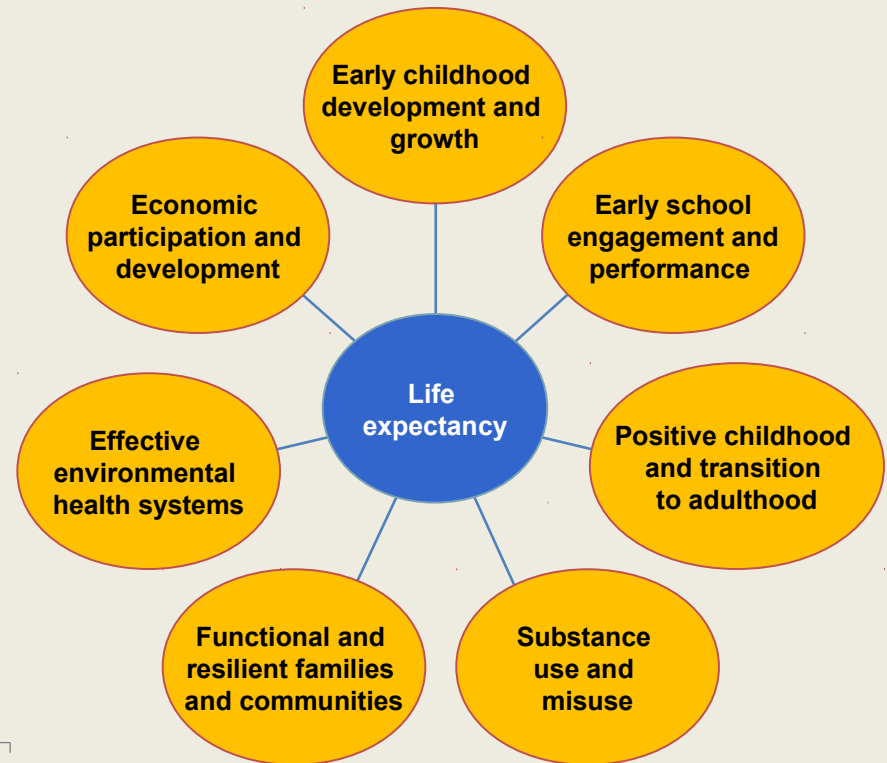 Early childhood
development and
growth
Economic
participation and
development
Early school
engagement and
performance
Life
expectancy
Effective
environmental
health systems
Positive childhood
and transition
to adulthood
Functional and
resilient families
and communities
Substance
use and
misuse